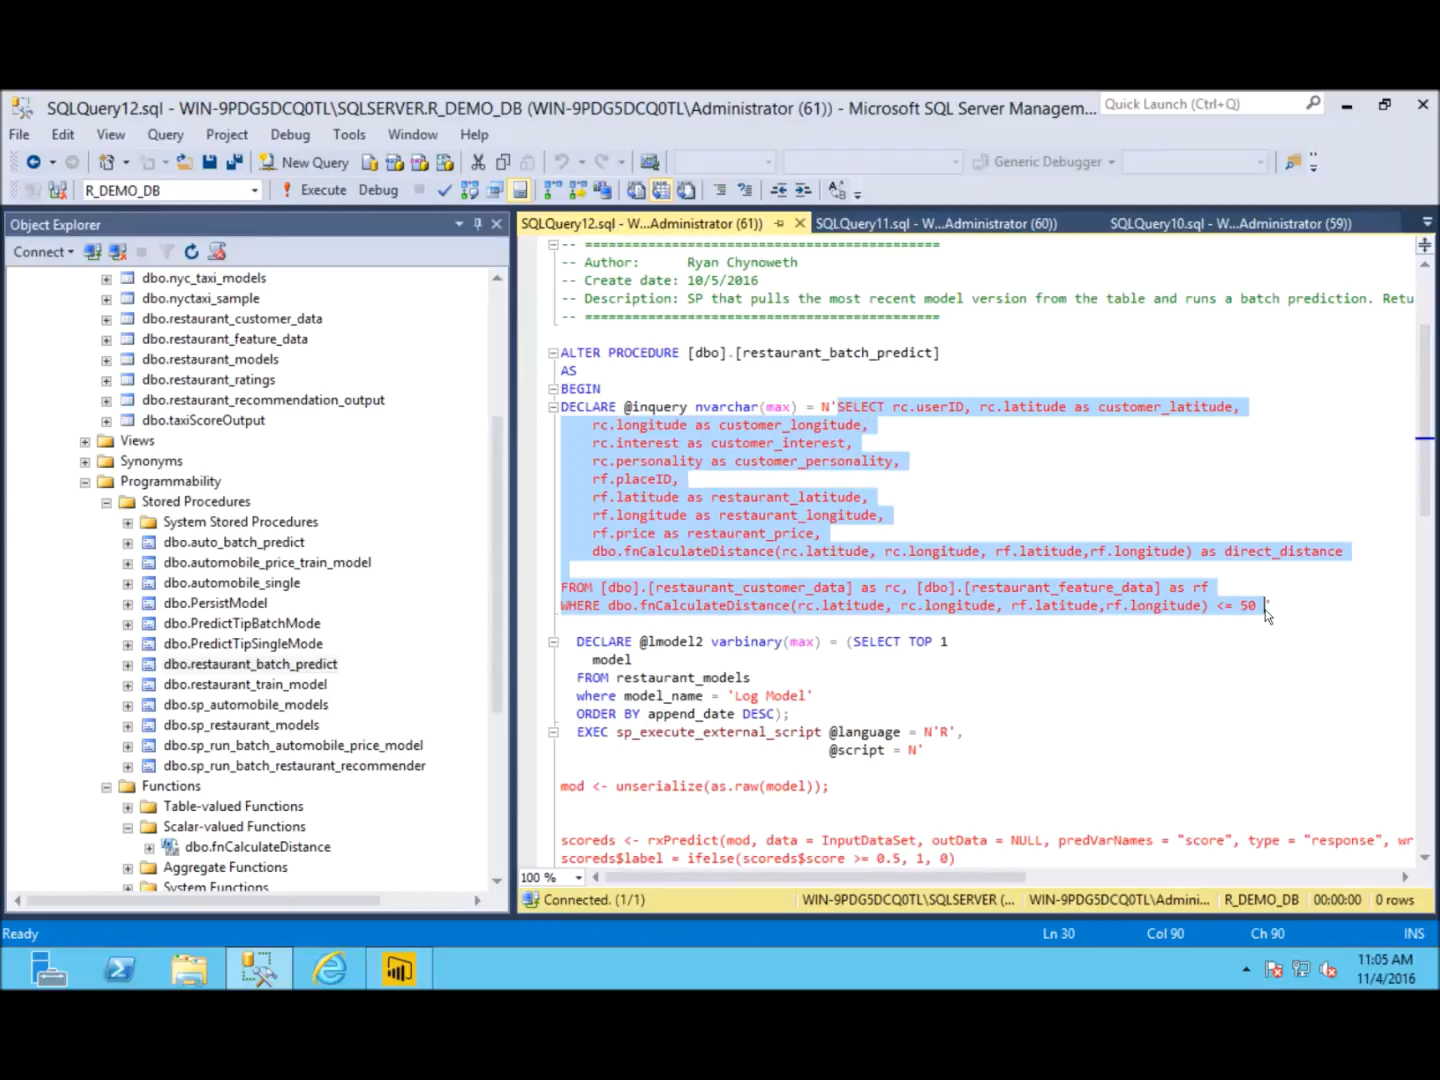 SQLQuery12.sql - WIN-9PDG5DCQ0TL\SQLSERVER.R_DEMO_DB (WIN-9PDG5DCQ0TL\Administrator (61)) - Microsoft SQL Server Managem...
Quick Launch (Ctrl+Q)
File Edit View Query Project Debug Tools Window Help
New Query
Generic Debugger
R_DEMO_DB
Execute Debug
Object Explorer
Connect
dbo.nyc_taxi_models
dbo.nyctaxi_sample
dbo.restaurant_customer_data
dbo.restaurant_feature_data
dbo.restaurant_models
dbo.restaurant_ratings
dbo.restaurant_recommendation_output
dbo.taxiScoreOutput
Views
Synonyms
Programmability
Stored Procedures
System Stored Procedures
dbo.auto_batch_predict
dbo.automobile_price_train_model
dbo.automobile_single
dbo.PersistModel
dbo.PredictTipBatchMode
dbo.PredictTipSingleMode
dbo.restaurant_batch_predict
dbo.restaurant_train_model
dbo.sp_automobile_models
dbo.sp_restaurant_models
dbo.sp_run_batch_automobile_price_model
dbo.sp_run_batch_restaurant_recommender
Functions
Table-valued Functions
Scalar-valued Functions
dbo.fnCalculateDistance
Aggregate Functions
System Functions
SQLQuery12.sql - W...Administrator (61)) SQLQuery11.sql - W...Administrator (60)) SQLQuery10.sql - W...Administrator (59))
-- =============================================
-- Author: Ryan Chynoweth
-- Create date: 10/5/2016
-- Description: SP that pulls the most recent model version from the table and runs a batch prediction. Retu
-- =============================================
ALTER PROCEDURE [dbo].[restaurant_batch_predict]
AS
BEGIN
DECLARE @inquery nvarchar(max) = N'SELECT rc.userID, rc.latitude as customer_latitude,
rc.longitude as customer_longitude,
rc.interest as customer_interest,
rc.personality as customer_personality,
rf.placeID,
rf.latitude as restaurant_latitude,
rf.longitude as restaurant_longitude,
rf.price as restaurant_price,
dbo.fnCalculateDistance(rc.latitude, rc.longitude, rf.latitude,rf.longitude) as direct_distance
FROM [dbo].[restaurant_customer_data] as rc, [dbo].[restaurant_feature_data] as rf
WHERE dbo.fnCalculateDistance(rc.latitude, rc.longitude, rf.latitude,rf.longitude) <= 50 '
DECLARE @lmodel2 varbinary(max) = (SELECT TOP 1
model
FROM restaurant_models
where model_name = 'Log Model'
ORDER BY append_date DESC);
EXEC sp_execute_external_script @language = N'R',
@script = N'
mod <- unserialize(as.raw(model));
scoreds <- rxPredict(mod, data = InputDataSet, outData = NULL, predVarNames = "score", type = "response", wr
scoreds$label = ifelse(scoreds$score >= 0.5, 1, 0)
100 %
Connected. (1/1) WIN-9PDG5DCQ0TL\SQLSERVER (... WIN-9PDG5DCQ0TL\Admini... R_DEMO_DB 00:00:00 0 rows
Ready Ln 30 Col 90 Ch 90 INS
11:05 AM
11/4/2016